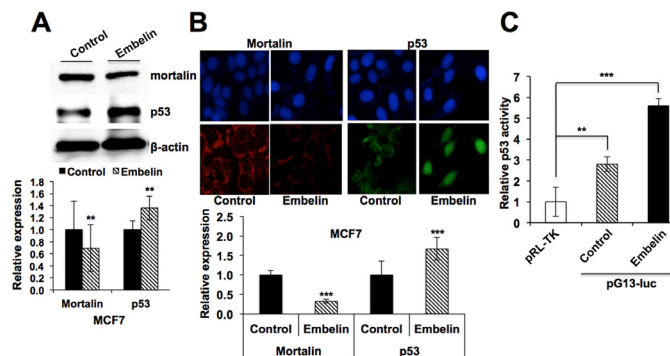 A
Control
Embelin
mortalin
p53
β-actin
Control Embelin
Relative expression
1.8
1.6
1.4
1.2
1.0
0.8
0.6
0.4
0.2
0.0
**
**
Mortalin p53
MCF7
B
Mortalin p53
Control Embelin Control Embelin
Relative expression
2.5
2.0
1.5
1.0
0.5
0.0
MCF7
***
***
Control Embelin Control Embelin
Mortalin p53
C
Relative p53 activity
7
6
5
4
3
2
1
0
***
**
pRL-TK
Control
Embelin
pG13-luc